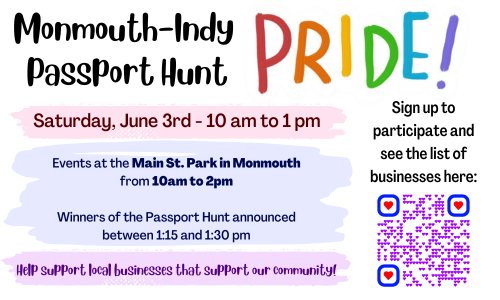 Monmouth-Indy
Passport Hunt
PRIDE!
Saturday, June 3rd - 10 am to 1 pm
Events at the Main St. Park in Monmouth
from 10am to 2pm
Winners of the Passport Hunt announced
between 1:15 and 1:30 pm
Help support local businesses that support our community!
Sign up to
participate and
see the list of
businesses here: